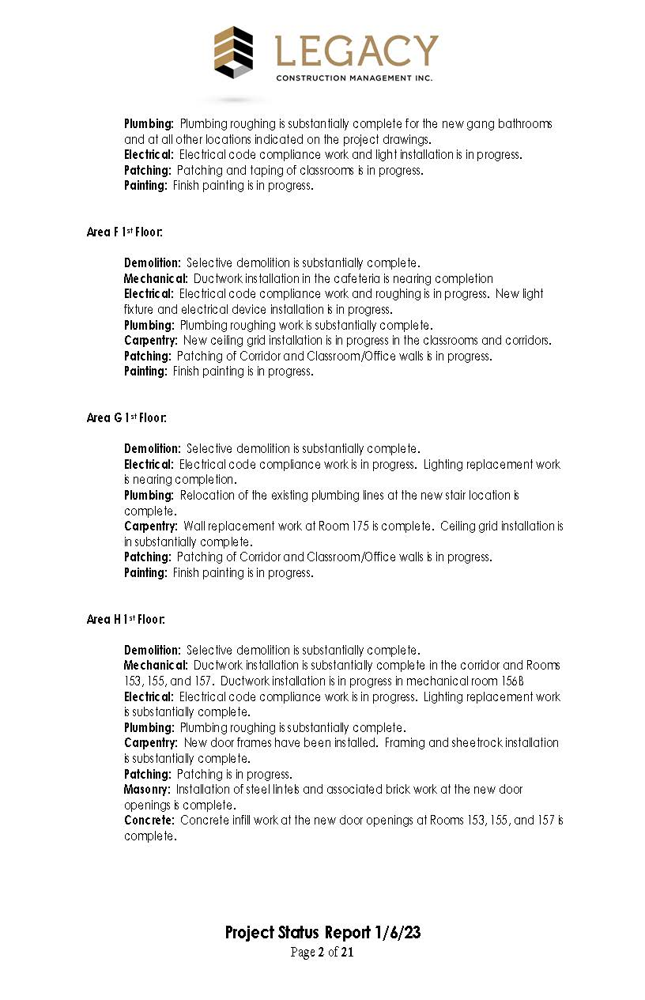 LEGACY
CONSTRUCTION MANAGEMENT INC.
Plumbing: Plumbing roughing is substantially complete for the new gang bathrooms
and at all other locations indicated on the project drawings.
Electrical: Electrical code compliance work and light installation is in progress.
Patching: Patching and taping of classrooms is in progress.
Painting: Finish painting is in progress.
Area F 1st Floor:
Demolition: Selective demolition is substantially complete.
Mechanical: Ductwork installation in the cafeteria is nearing completion
Electrical: Electrical code compliance work and roughing is in progress. New light
fixture and electrical device installation is in progress.
Plumbing: Plumbing roughing work is substantially complete.
Carpentry: New ceiling grid installation is in progress in the classrooms and corridors.
Patching: Patching of Corridor and Classroom/Office walls is in progress.
Painting: Finish painting is in progress.
Area G 1st Floor:
Demolition: Selective demolition is substantially complete.
Electrical: Electrical code compliance work is in progress. Lighting replacement work
is nearing completion.
Plumbing: Relocation of the existing plumbing lines at the new stair location is
complete.
Carpentry: Wall replacement work at Room 175 is complete. Ceiling grid installation is
in substantially complete.
Patching: Patching of Corridor and Classroom/Office walls is in progress.
Painting: Finish painting is in progress.
Area H 1st Floor:
Demolition: Selective demolition is substantially complete.
Mechanical: Ductwork installation is substantially complete in the corridor and Rooms
153, 155, and 157. Ductwork installation is in progress in mechanical room 156B
Electrical: Electrical code compliance work is in progress. Lighting replacement work
is substantially complete.
Plumbing: Plumbing roughing is substantially complete.
Carpentry: New door frames have been installed. Framing and sheetrock installation
is substantially complete.
Patching: Patching is in progress.
Masonry: Installation of steel lintels and associated brick work at the new door
openings is complete.
Concrete: Concrete infill work at the new door openings at Rooms 153, 155, and 157 is
complete.
Project Status Report 1/6/23
Page 2 of 21